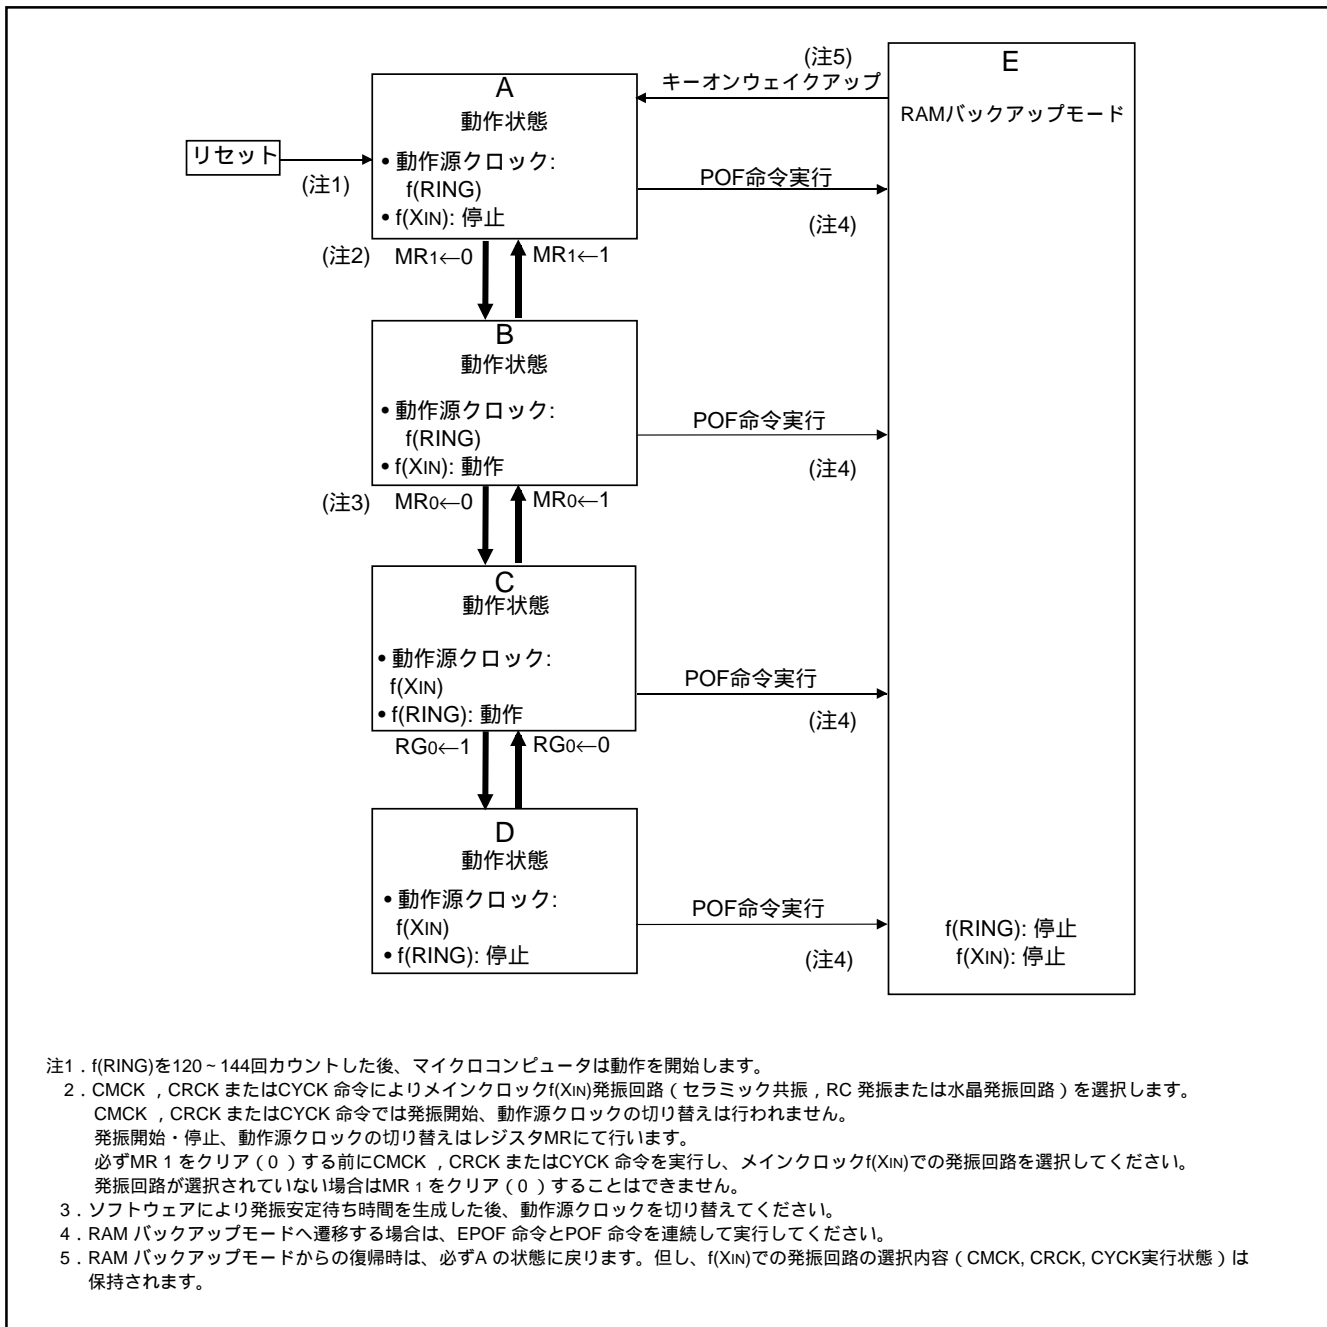 (注5)
キーオンウェイクアップ
E
RAMバックアップモード
A
動作状態
リセット
(注1)
• 動作源クロック:
f(RING)
• f(XIN): 停止
POF命令実行
(注4)
(注2) MR1←0 MR1←1
B
動作状態
• 動作源クロック:
f(RING)
• f(XIN): 動作
POF命令実行
(注4)
(注3) MR0←0 MR0←1
C
動作状態
• 動作源クロック:
f(XIN)
• f(RING): 動作
POF命令実行
(注4)
RG0←1 RG0←0
D
動作状態
• 動作源クロック:
f(XIN)
• f(RING): 停止
POF命令実行
(注4)
f(RING): 停止
f(XIN): 停止
注1 . f(RING)を120 ~ 144回カウントした後、マイクロコンピュータは動作を開始します。
2 . CMCK , CRCK またはCYCK 命令によりメインクロックf(XIN)発振回路 ( セラミック共振 , RC 発振または水晶発振回路 ) を選択します。
CMCK , CRCK またはCYCK 命令では発振開始、動作源クロックの切り替えは行われません。
発振開始・停止、動作源クロックの切り替えはレジスタMRにて行います。
必ずMR 1 をクリア ( 0 ) する前にCMCK , CRCK またはCYCK 命令を実行し、メインクロックf(XIN)での発振回路を選択してください。
発振回路が選択されていない場合はMR 1 をクリア ( 0 ) することはできません。
3 . ソフトウェアにより発振安定待ち時間を生成した後、動作源クロックを切り替えてください。
4 . RAM バックアップモードへ遷移する場合は、EPOF 命令とPOF 命令を連続して実行してください。
5 . RAM バックアップモードからの復帰時は、必ずA の状態に戻ります。但し、f(XIN)での発振回路の選択内容 ( CMCK, CRCK, CYCK実行状態 ) は
保持されます。